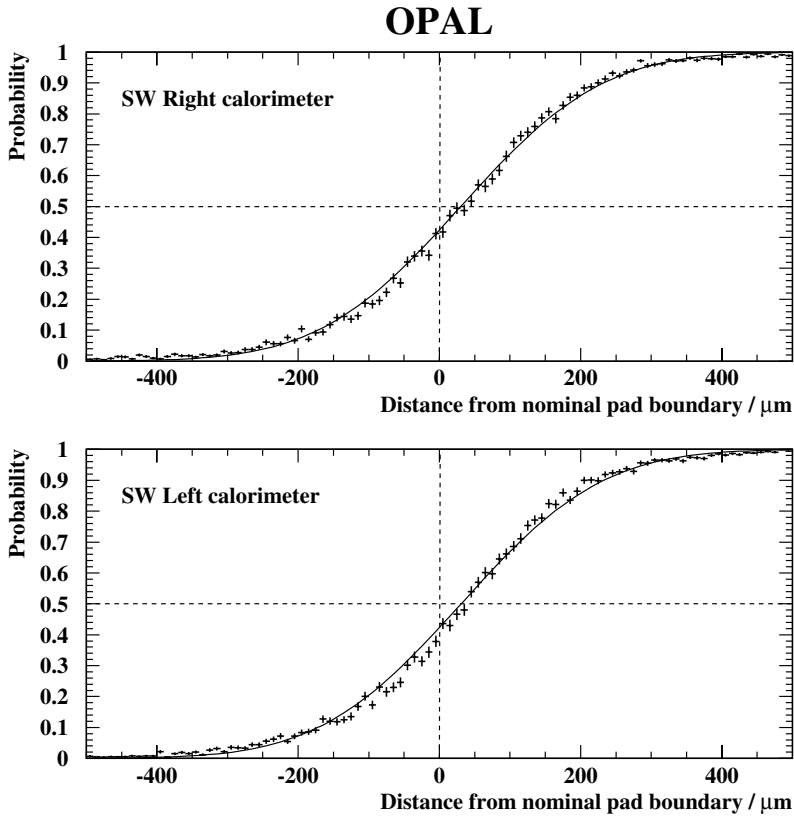 OPAL
Probability
1
0.9
0.8
0.7
0.6
0.5
0.4
0.3
0.2
0.1
0
SW Right calorimeter
-400 -200 0 200 400
Distance from nominal pad boundary / μm
Probability
1
0.9
0.8
0.7
0.6
0.5
0.4
0.3
0.2
0.1
0
SW Left calorimeter
-400 -200 0 200 400
Distance from nominal pad boundary / μm